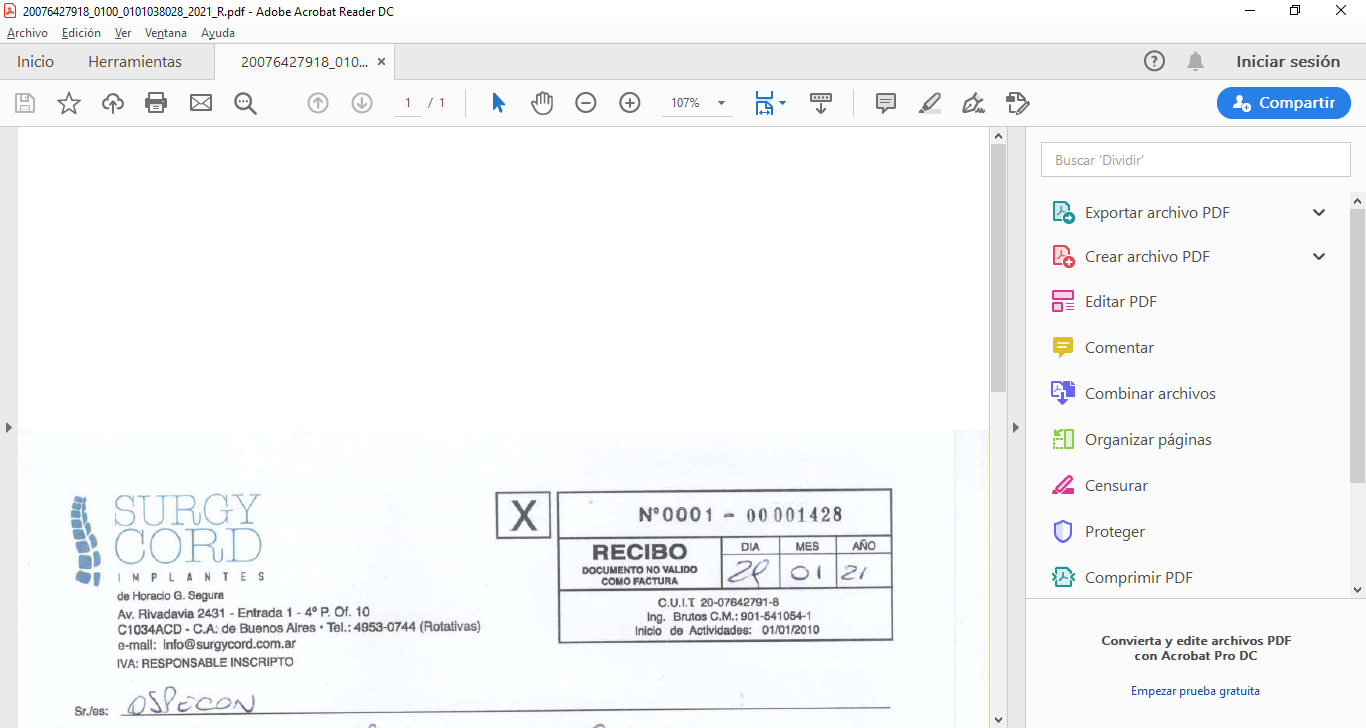 20076427918_0100_0101038028_2021_R.pdf - Adobe Acrobat Reader DC
Archivo Edición Ver Ventana Ayuda
Inicio Herramientas 20076427918_010... × ? Iniciar sesión
1 / 1 107% Compartir
Buscar 'Dividir'
Exportar archivo PDF
Crear archivo PDF
Editar PDF
Comentar
Combinar archivos
Organizar páginas
Censurar
Proteger
Comprimir PDF
Convierta y edite archivos PDF
con Acrobat Pro DC
Empezar prueba gratuita
SURGY
CORD
IMPLANTES
de Horacio G. Segura
Av. Rivadavia 2431 - Entrada 1 - 4º P. Of. 10
C1034ACD - C.A. de Buenos Aires • Tel.: 4953-0744 (Rotativas)
e-mail: info@surgycord.com.ar
IVA: RESPONSABLE INSCRIPTO
X
Nº0001 - 00001428
RECIBO
DOCUMENTO NO VALIDO
COMO FACTURA
DIA MES AÑO
01 21
C.U.I.T 20-07642791-8
Ing. Brutos C.M.: 901-541054-1
Inicio de Actividades: 01/01/2010
Sr./es: OSPECON